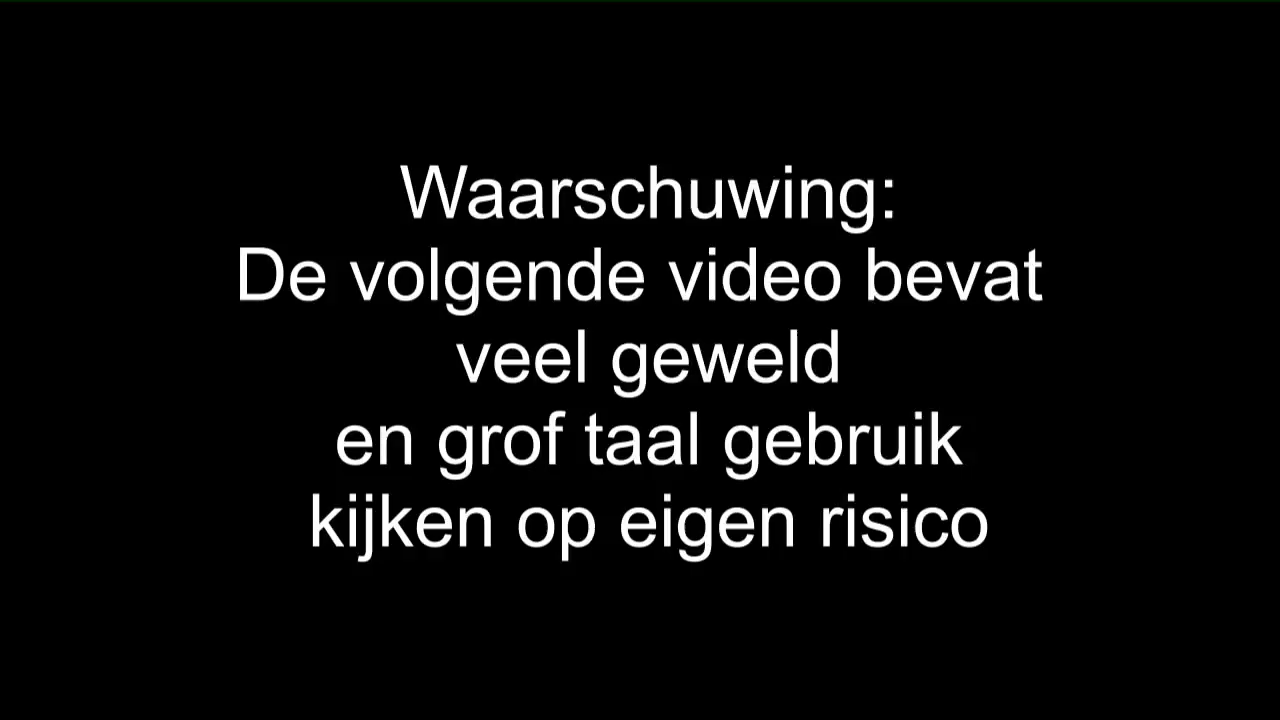 Waarschuwing:
De volgende video bevat
veel geweld
en grof taal gebruik
kijken op eigen risico